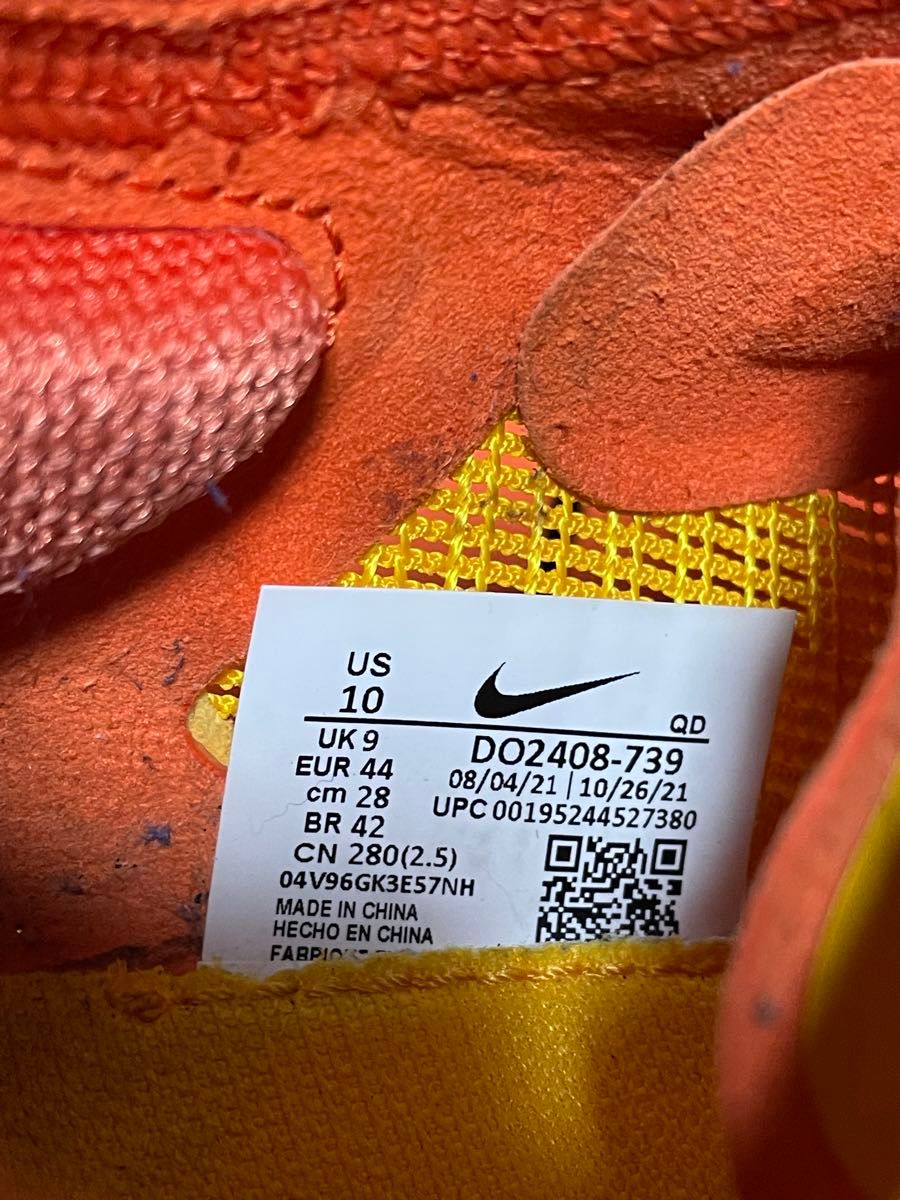 US
10
UK 9
EUR 44
cm 28
BR 42
CN 280(2.5)
04V96GK3E57NH
MADE IN CHINA
HECHO EN CHINA
QD
DO2408-739
08/04/21 | 10/26/21
UPC 00195244527380